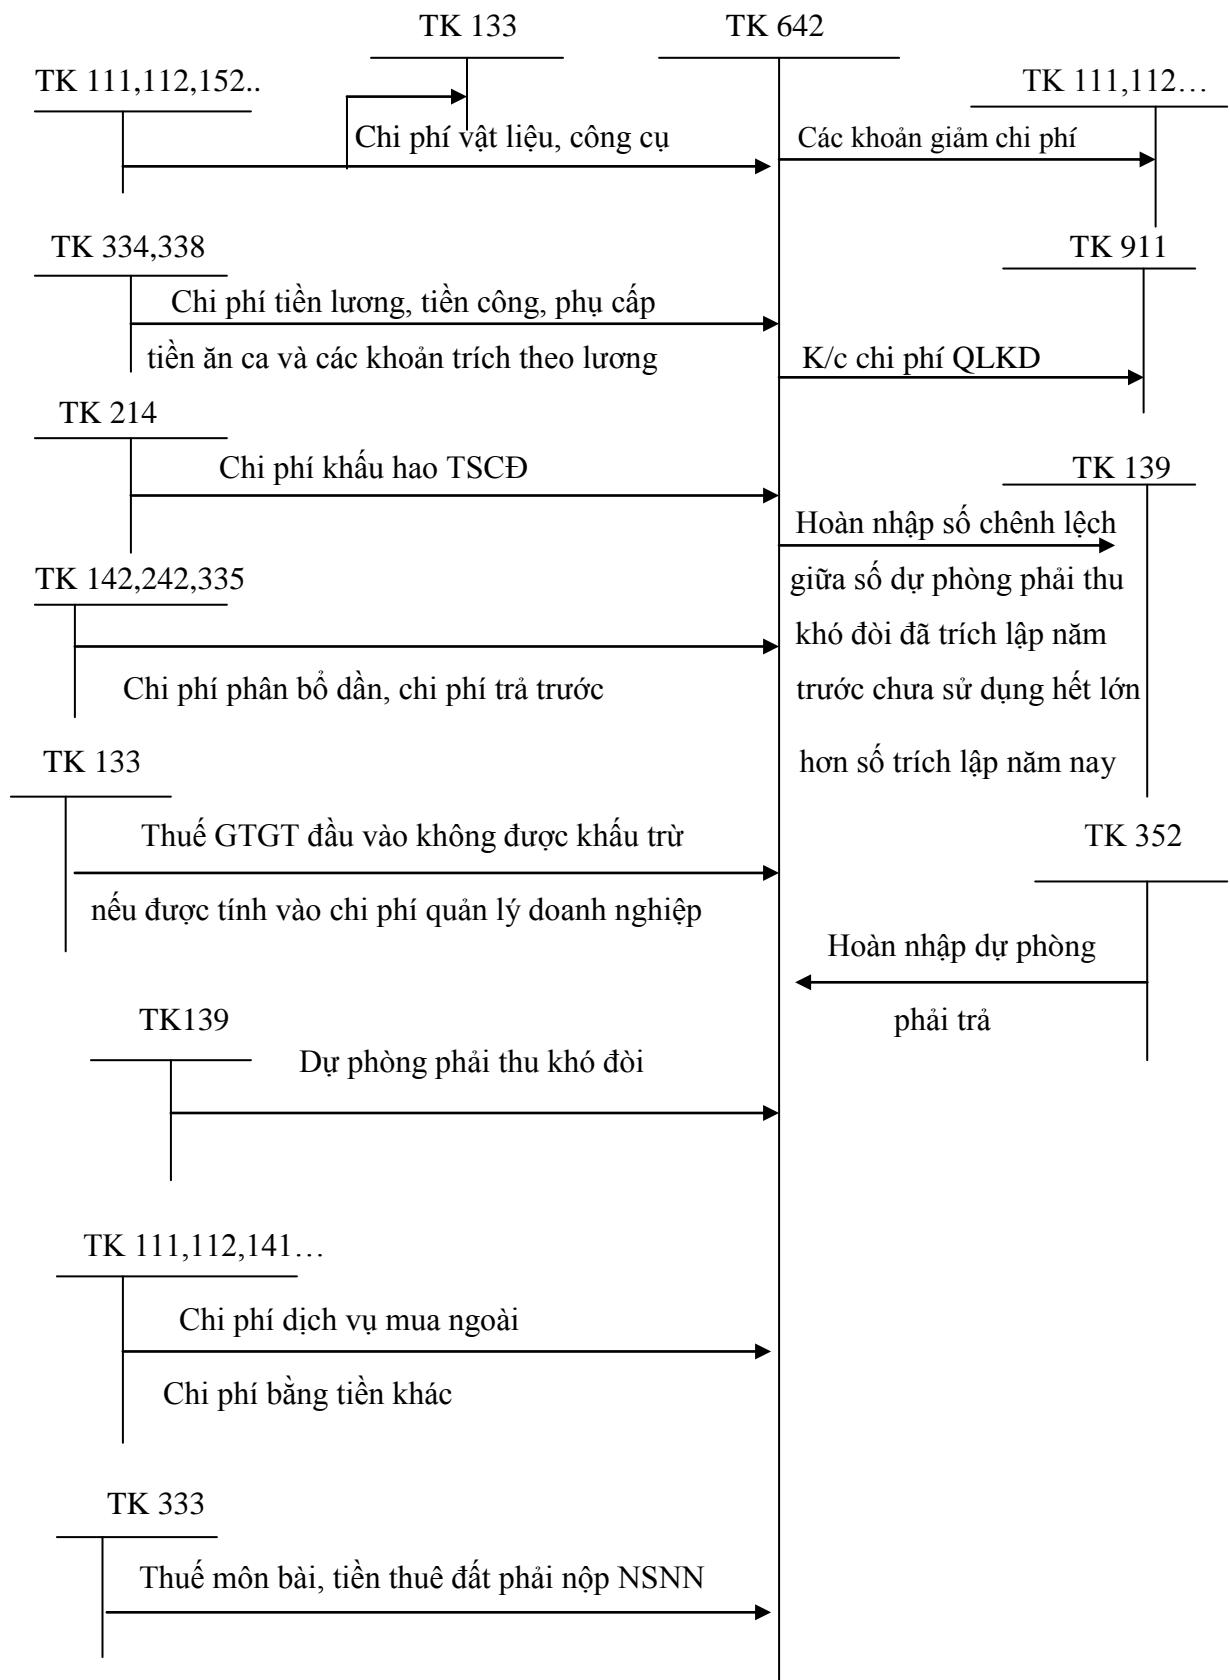 TK 133
TK 642
TK 111,112,152..
TK 111,112…
Chi phí vật liệu, công cụ
Các khoản giảm chi phí
TK 334,338
TK 911
Chi phí tiền lương, tiền công, phụ cấp
tiền ăn ca và các khoản trích theo lương
K/c chi phí QLKD
TK 214
Chi phí khấu hao TSCĐ
TK 139
Hoàn nhập số chênh lệch
giữa số dự phòng phải thu
khó đòi đã trích lập năm
trước chưa sử dụng hết lớn
hơn số trích lập năm nay
TK 142,242,335
Chi phí phân bổ dần, chi phí trả trước
TK 133
Thuế GTGT đầu vào không được khấu trừ
nếu được tính vào chi phí quản lý doanh nghiệp
TK 352
Hoàn nhập dự phòng
phải trả
TK139
Dự phòng phải thu khó đòi
TK 111,112,141…
Chi phí dịch vụ mua ngoài
Chi phí bằng tiền khác
TK 333
Thuế môn bài, tiền thuê đất phải nộp NSNN